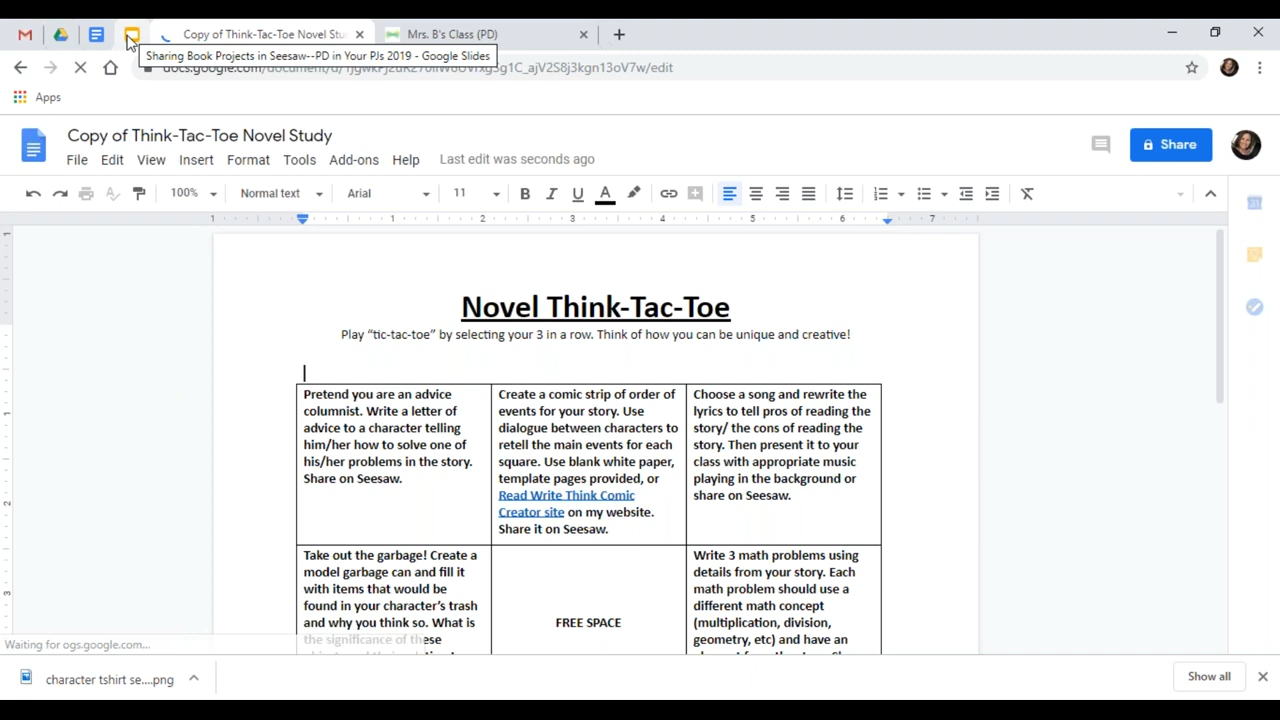 Copy of Think-Tac-Toe Novel Stu
Mrs. B's Class (PD)
Sharing Book Projects in Seesaw--PD in Your PJs 2019 - Google Slides
Apps
Copy of Think-Tac-Toe Novel Study
File Edit View Insert Format Tools Add-ons Help Last edit was seconds ago
Share
100% Normal text Arial 11
1 1 2 3 4 5 6 7
Novel Think-Tac-Toe
Play “tic-tac-toe” by selecting your 3 in a row. Think of how you can be unique and creative!
Pretend you are an advice
columnist. Write a letter of
advice to a character telling
him/her how to solve one of
his/her problems in the story.
Share on Seesaw.
Create a comic strip of order of
events for your story. Use
dialogue between characters to
retell the main events for each
square. Use blank white paper,
template pages provided, or
Read Write Think Comic
Creator site on my website.
Share it on Seesaw.
Choose a song and rewrite the
lyrics to tell pros of reading the
story/ the cons of reading the
story. Then present it to your
class with appropriate music
playing in the background or
share on Seesaw.
Take out the garbage! Create a
model garbage can and fill it
with items that would be
found in your character’s trash
and why you think so. What is
the significance of these
FREE SPACE
Write 3 math problems using
details from your story. Each
math problem should use a
different math concept
(multiplication, division,
geometry, etc) and have an
Waiting for ogs.google.com...
character tshirt se....png
Show all